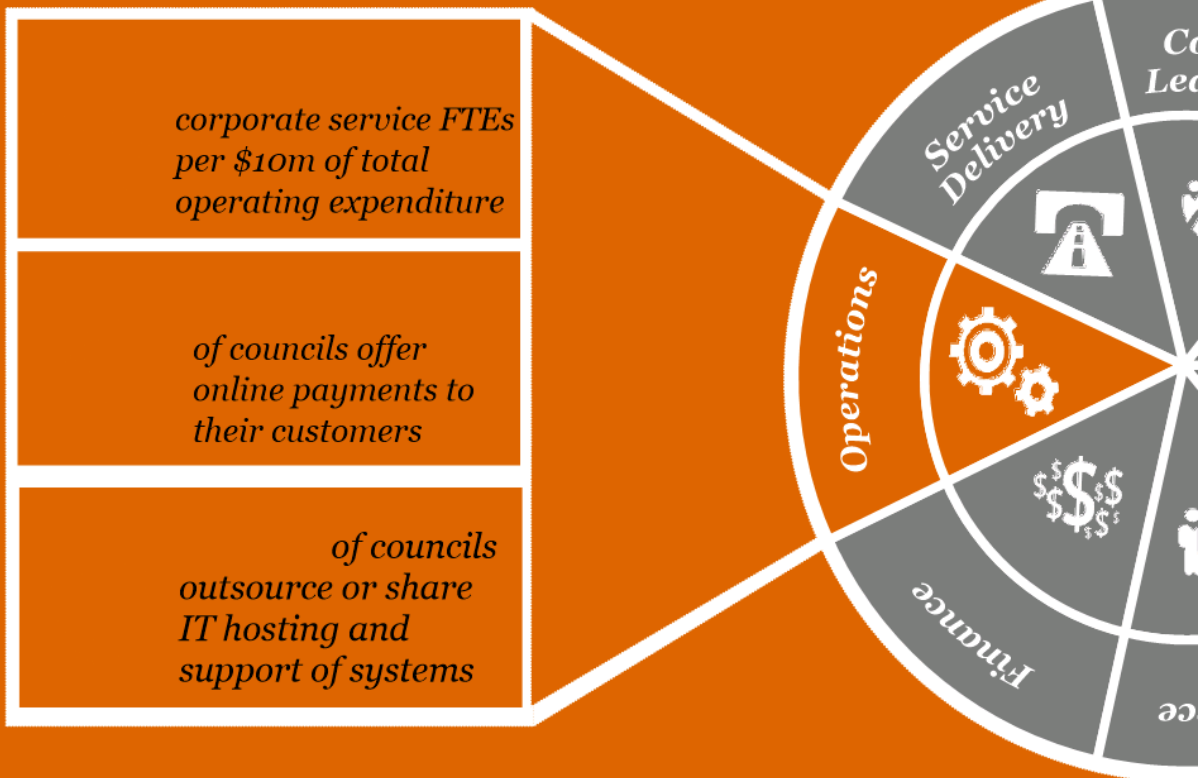 corporate service FTEs
per $10m of total
operating expenditure
of councils offer
online payments to
their customers
of councils
outsource or share
IT hosting and
support of systems
Service
Delivery
Operations
Finance